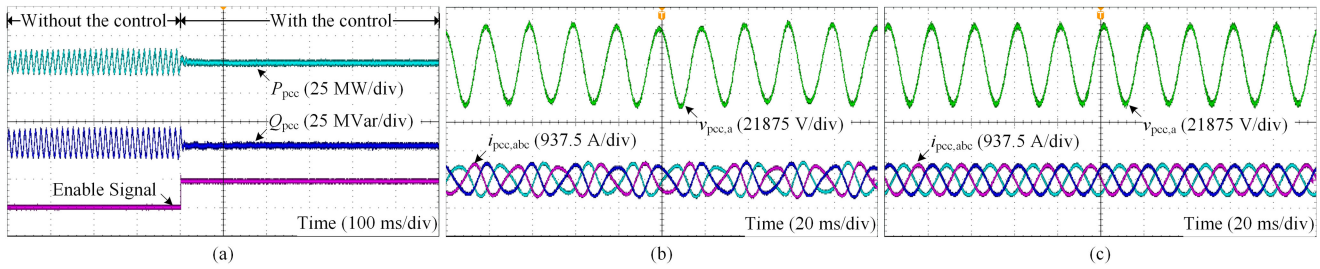 Without the control
With the control
P_pcc (25 MW/div)
Q_pcc (25 MVar/div)
Enable Signal
Time (100 ms/div)
(a)
T
v_pcc,a (21875 V/div)
i_pcc,abc (937.5 A/div)
Time (20 ms/div)
(b)
T
v_pcc,a (21875 V/div)
i_pcc,abc (937.5 A/div)
Time (20 ms/div)
(c)